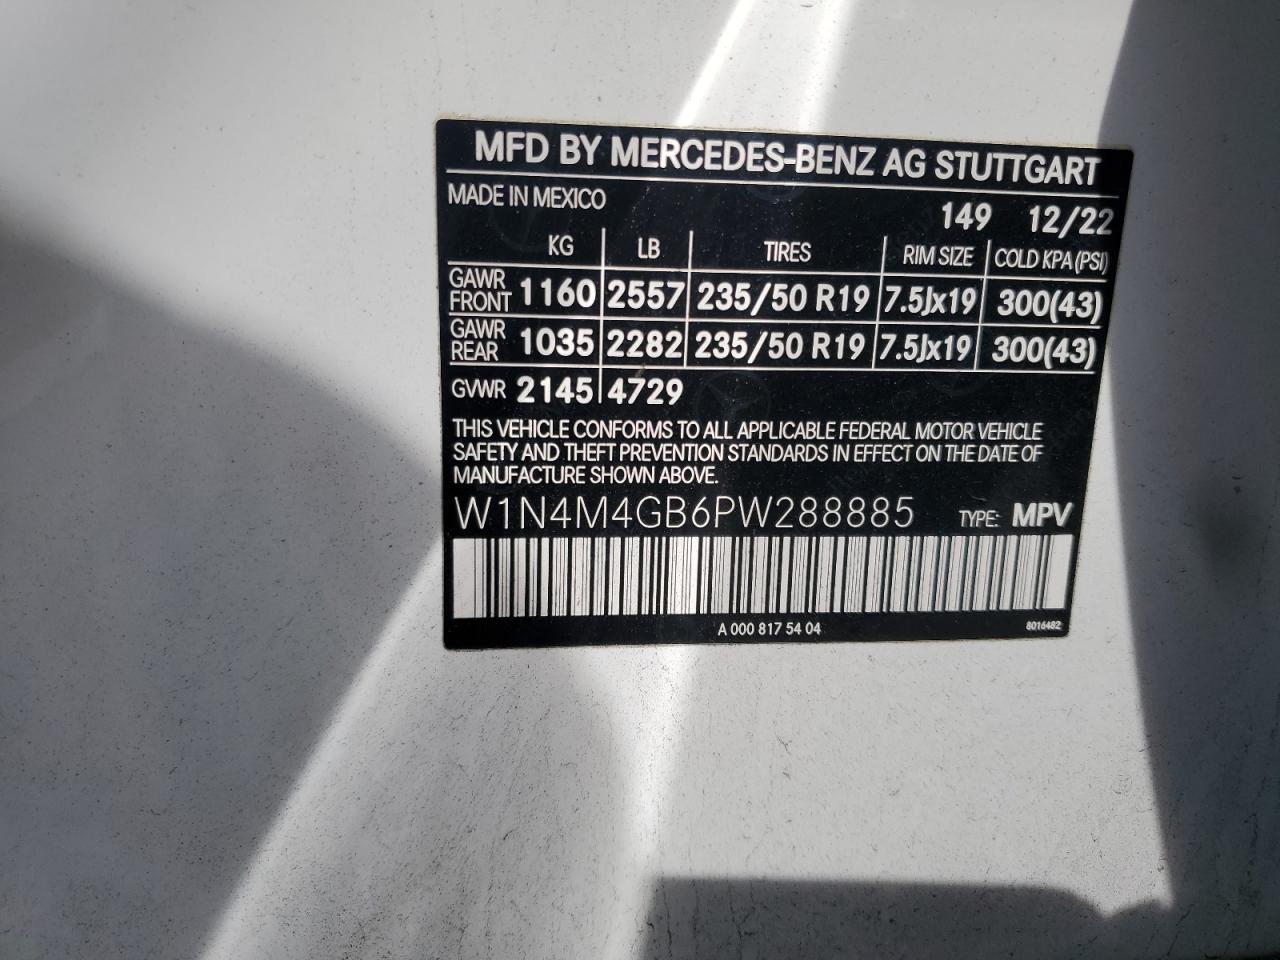 MFD BY MERCEDES-BENZ AG STUTTGART
MADE IN MEXICO
149 12/22
KG LB TIRES RIM SIZE COLD KPA (PSI)
GAWR FRONT 1160 2557 235/50 R19 7.5Jx19 300(43)
GAWR REAR 1035 2282 235/50 R19 7.5Jx19 300(43)
GVWR 2145 4729
THIS VEHICLE CONFORMS TO ALL APPLICABLE FEDERAL MOTOR VEHICLE
SAFETY AND THEFT PREVENTION STANDARDS IN EFFECT ON THE DATE OF
MANUFACTURE SHOWN ABOVE.
W1N4M4GB6PW288885 TYPE: MPV
A 000 817 54 04 8016482